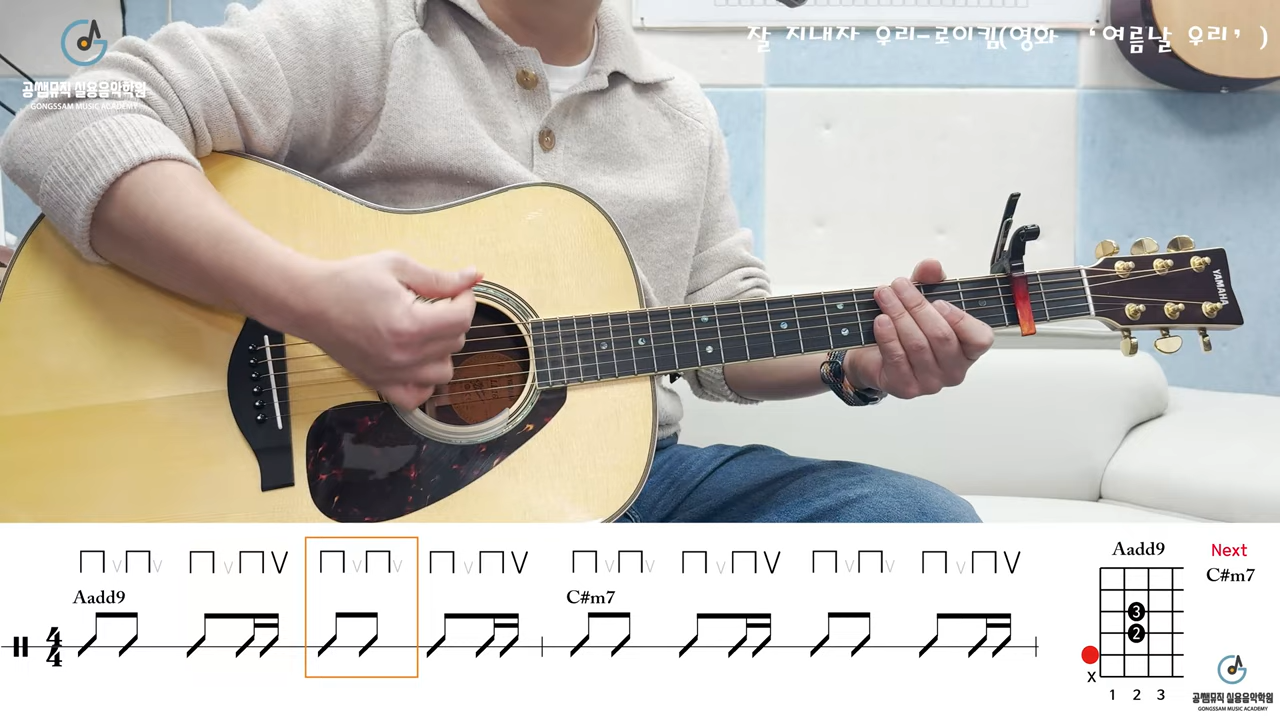 잘 지내자 우리-로이킴(영화 ‘여름날 우리’)
공쌤뮤직 실용음악학원
GONGSSAM MUSIC ACADEMY
YAMAHA
Aadd9
C#m7
4
4
Aadd9
3
2
X
1 2 3
Next
C#m7
공쌤뮤직 실용음악학원
GONGSSAM MUSIC ACADEMY